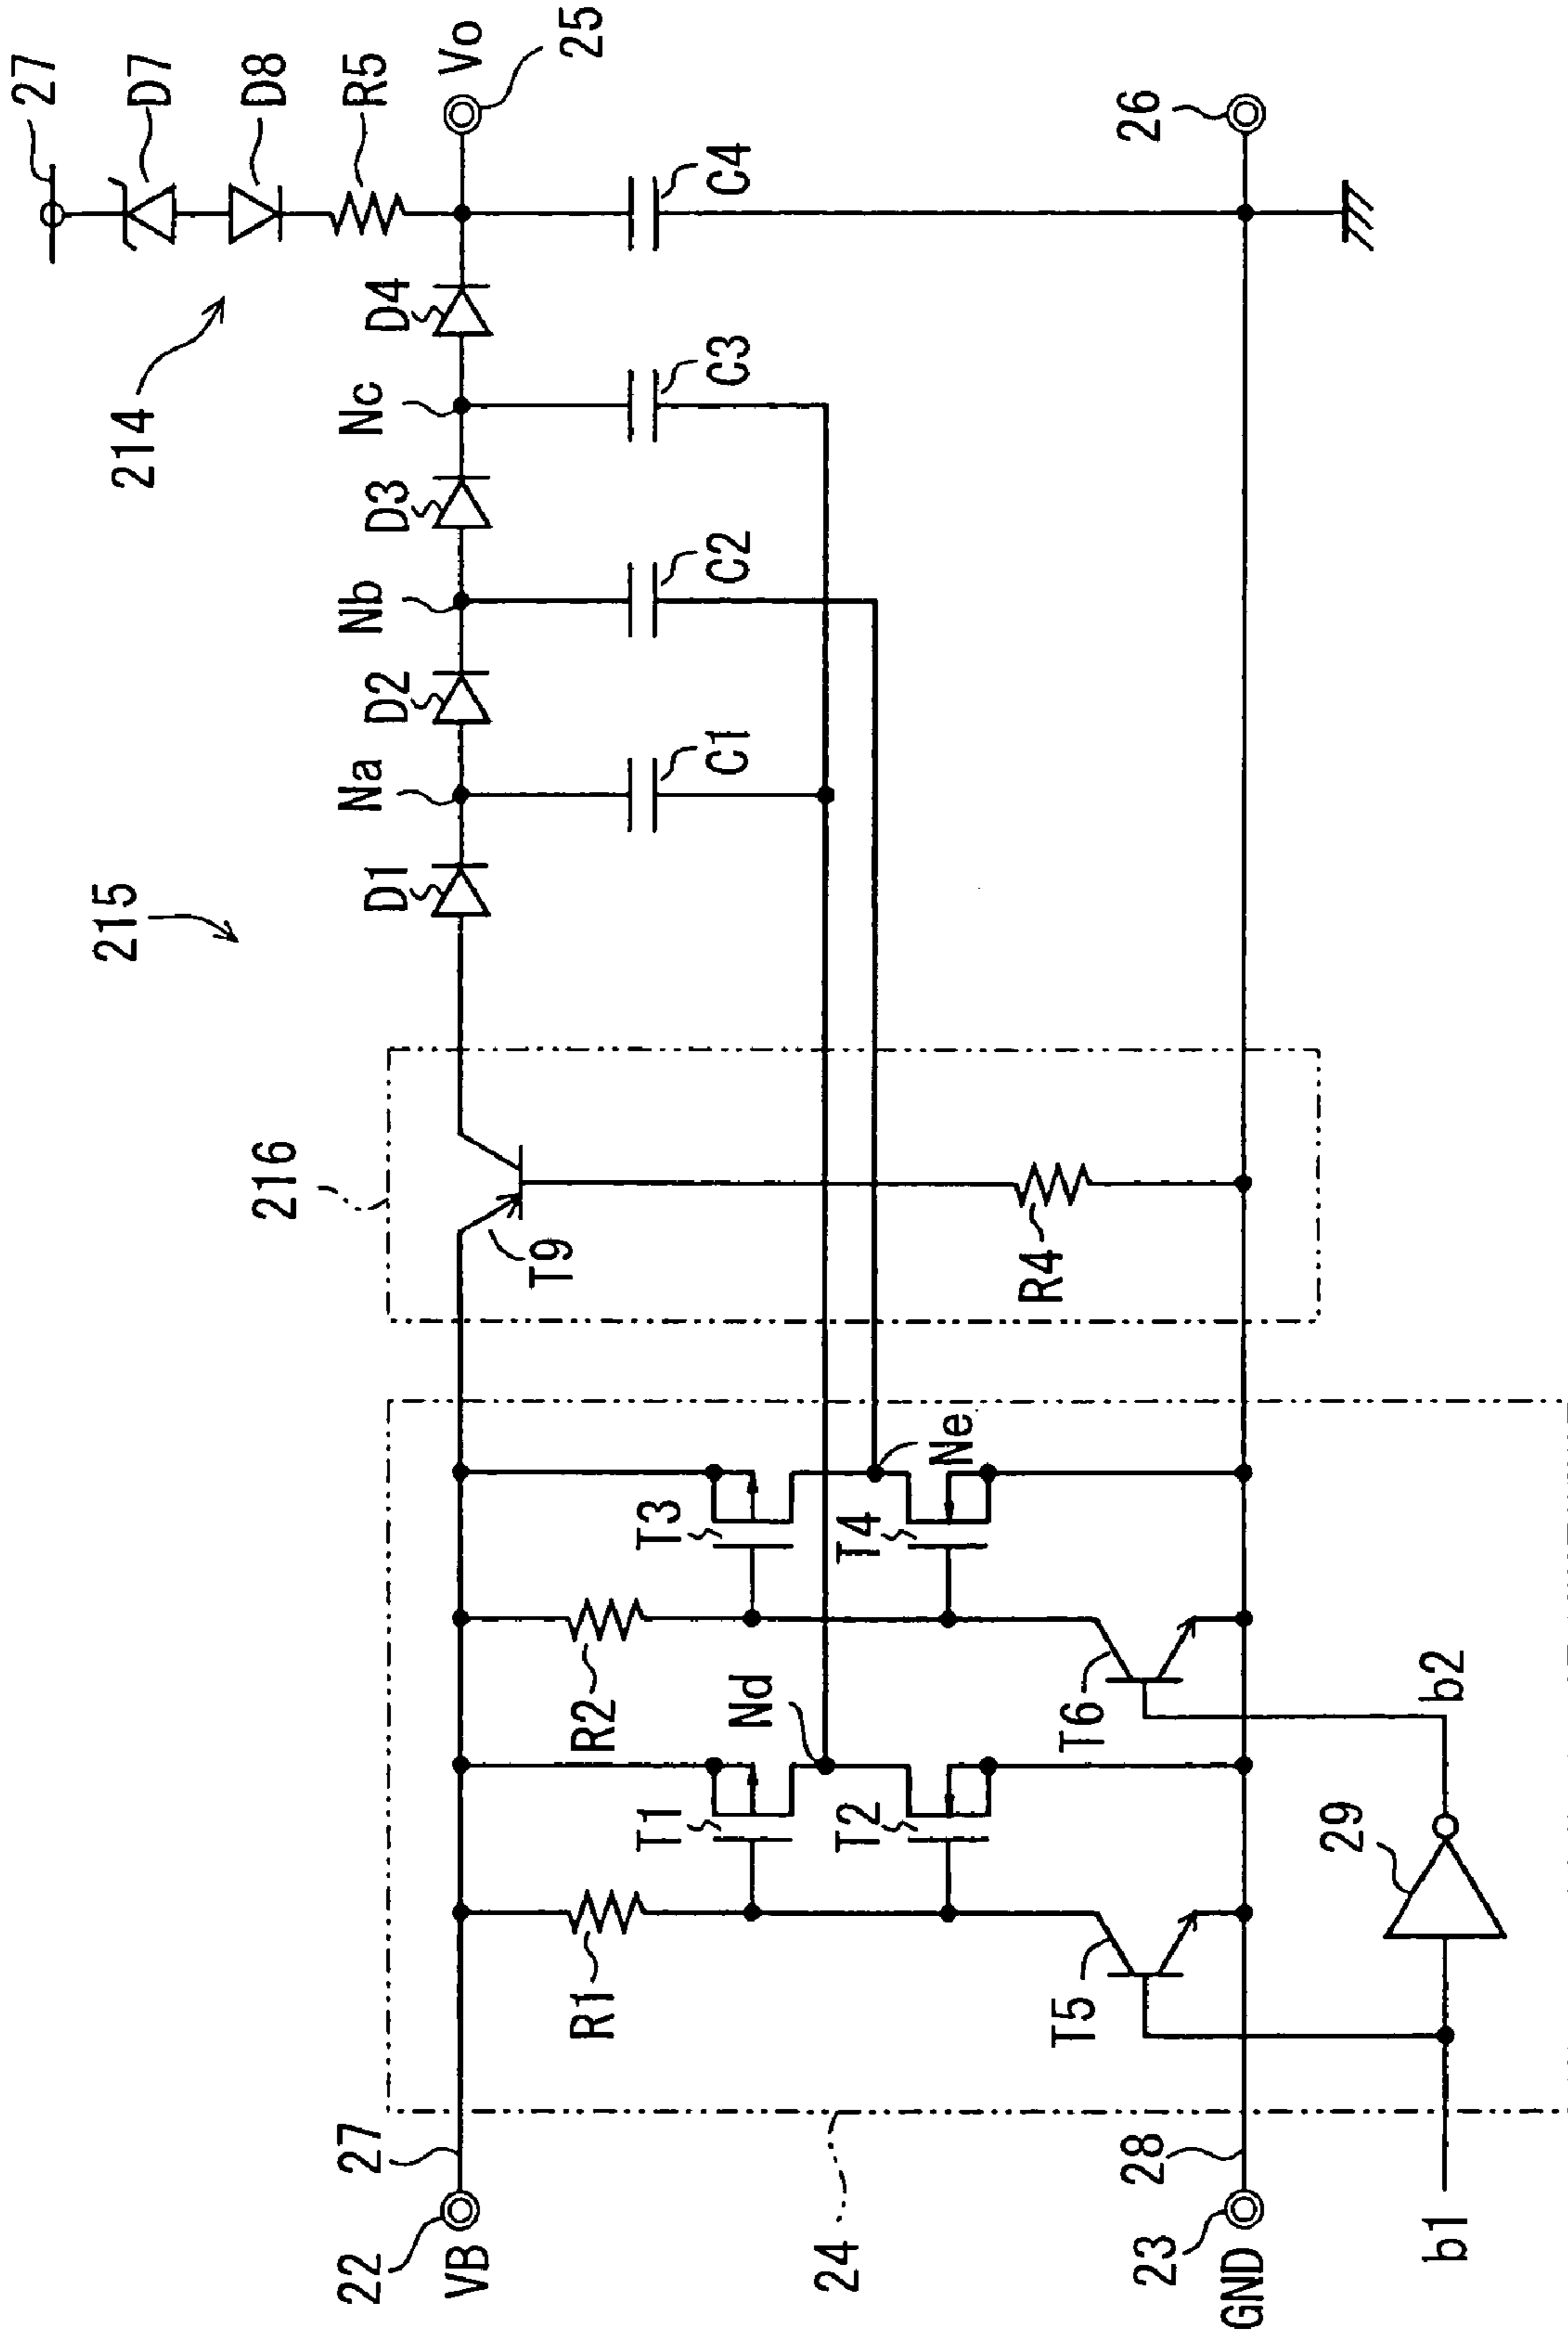 27
D7
D8
R5
Vo
25
214
D4
Nc
D3
Nb
D2
Na
D1
C4
C3
C2
C1
26
215
216
T9
R4
22
VB
27
R1
R2
T1
T2
T3
T4
Nd
Ne
T5
T6
24
23
GND
28
29
b1
b2